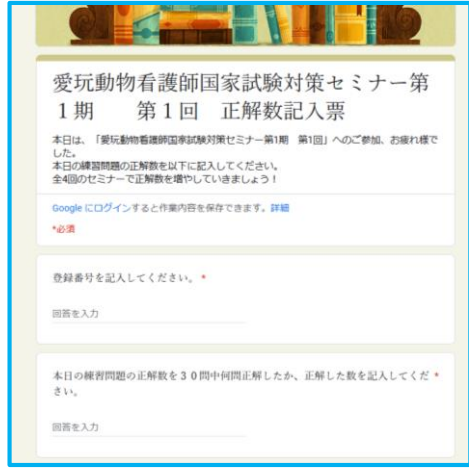 愛玩動物看護師国家試験対策セミナー第
1期　　第1回　正解数記入票
本日は、「愛玩動物看護師国家試験対策セミナー第1期　第1回」へのご参加、お疲れ様で
した。
本日の練習問題の正解数を以下に記入してください。
全4回のセミナーで正解数を増やしていきましょう！
Google にログインすると作業内容を保存できます。詳細
*必須
登録番号を記入してください。 *
回答を入力
本日の練習問題の正解数を３０問中何問正解したか、正解した数を記入してくだ *
さい。
回答を入力